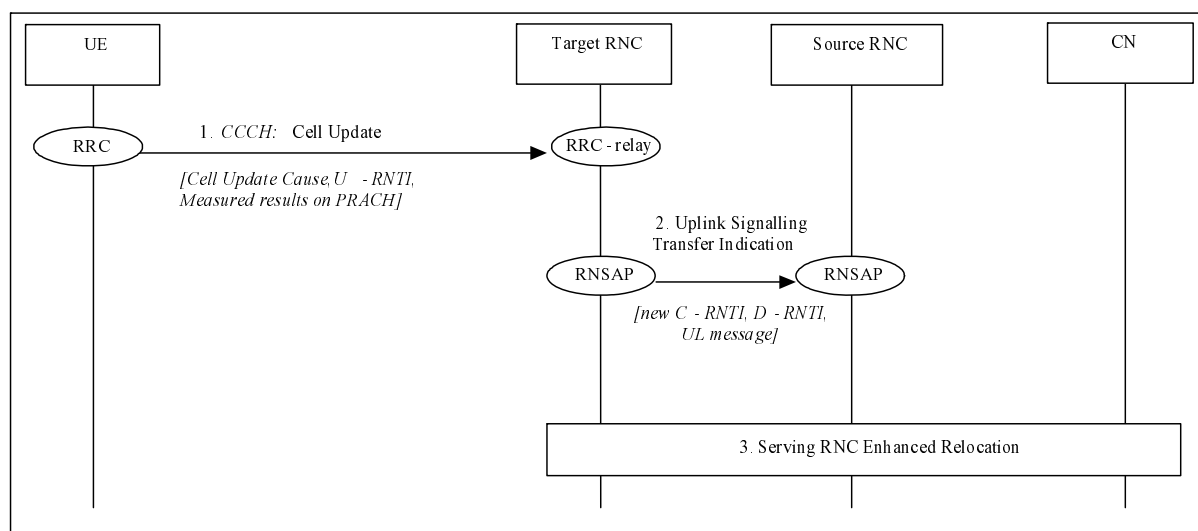 UE
Target RNC
Source RNC
CN
RRC
1. CCCH: Cell Update
RRC - relay
[Cell Update Cause, U - RNTI,
Measured results on PRACH]
2. Uplink Signalling
Transfer Indication
RNSAP
RNSAP
[new C - RNTI, D - RNTI,
UL message]
3. Serving RNC Enhanced Relocation